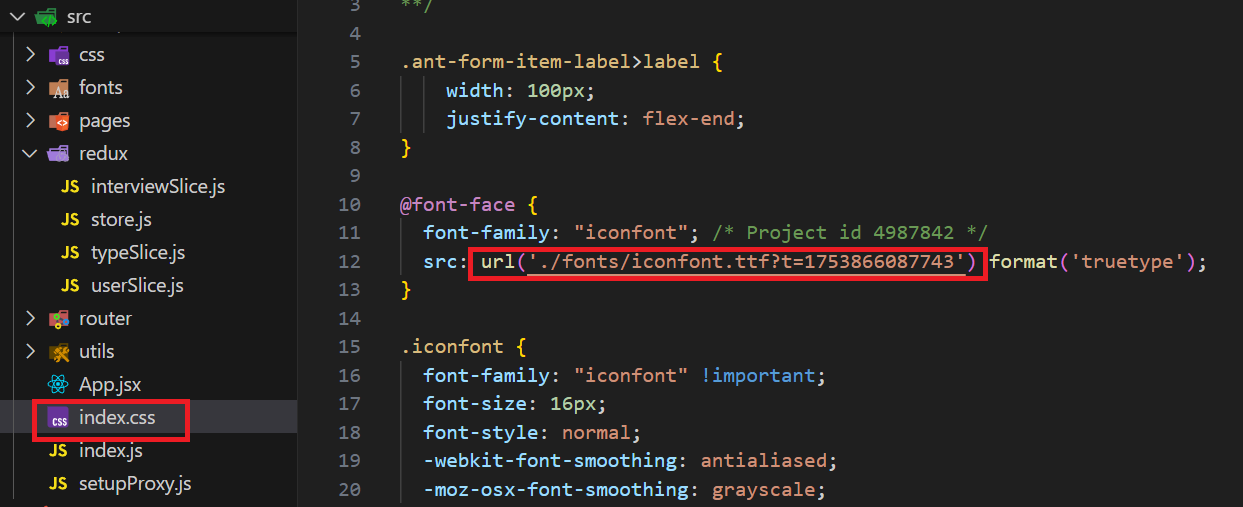 src
css
fonts
pages
redux
JS interviewSlice.js
JS store.js
JS typeSlice.js
JS userSlice.js
router
utils
App.jsx
CSS index.css
JS index.js
JS setupProxy.js
3 **/
4
5 .ant-form-item-label>label {
6 width: 100px;
7 justify-content: flex-end;
8 }
9
10 @font-face {
11 font-family: "iconfont"; /* Project id 4987842 */
12 src: url('./fonts/iconfont.ttf?t=1753866087743') format('truetype');
13 }
14
15 .iconfont {
16 font-family: "iconfont" !important;
17 font-size: 16px;
18 font-style: normal;
19 -webkit-font-smoothing: antialiased;
20 -moz-osx-font-smoothing: grayscale;